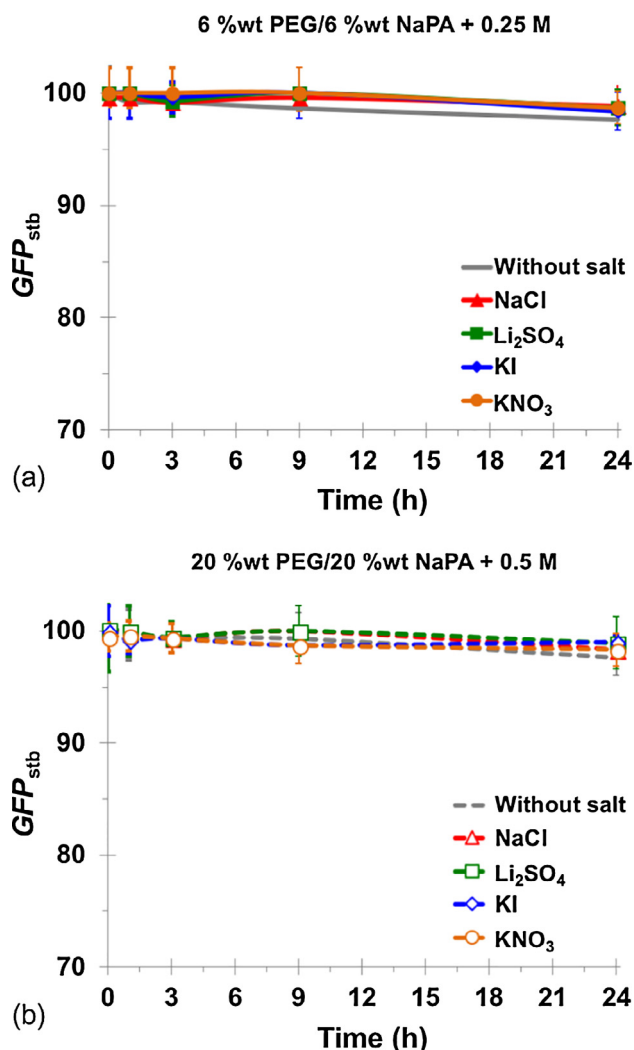 6 %wt PEG/6 %wt NaPA + 0.25 M
100
90
80
70
GFPstb
Without salt
NaCl
Li2SO4
KI
KNO3
0 3 6 9 12 15 18 21 24
Time (h)
(a)
20 %wt PEG/20 %wt NaPA + 0.5 M
100
90
80
70
GFPstb
Without salt
NaCl
Li2SO4
KI
KNO3
0 3 6 9 12 15 18 21 24
Time (h)
(b)